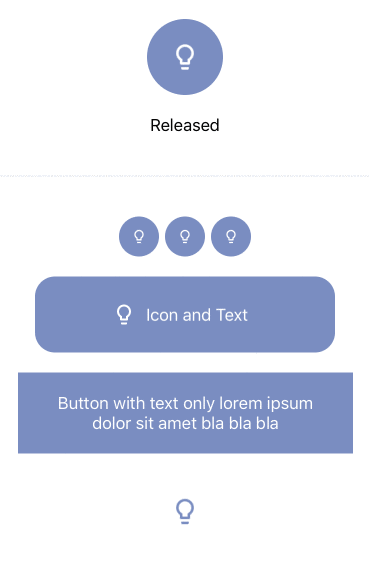 Released
Icon and Text
Button with text only lorem ipsum
dolor sit amet bla bla bla